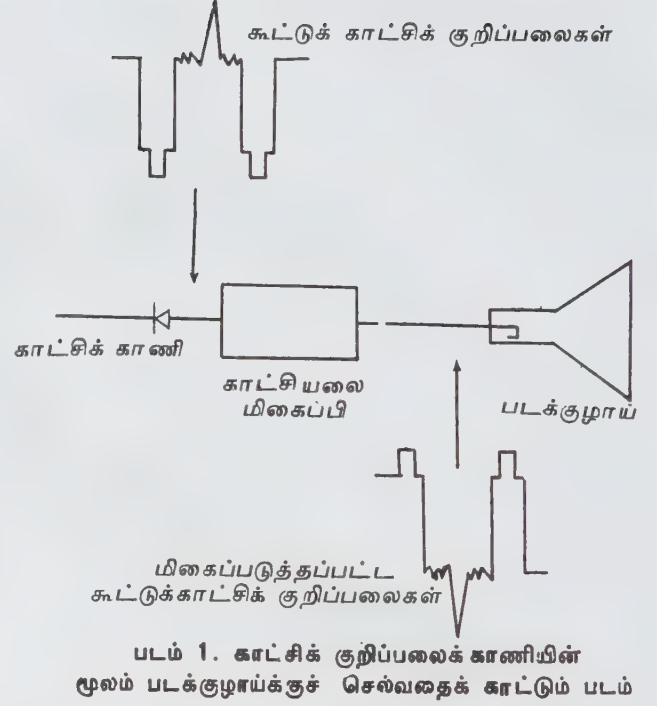 கூட்டுக் காட்சிக் குறிப்பலைகள்
காட்சிக் காணி
காட்சியலை
மிகைப்பி
படக்குழாய்
மிகைப்படுத்தப்பட்ட
கூட்டுக்காட்சிக் குறிப்பலைகள்
படம் 1. காட்சிக் குறிப்பலைக் காணியின்
மூலம் படக்குழாய்க்குச் செல்வதைக் காட்டும் படம்